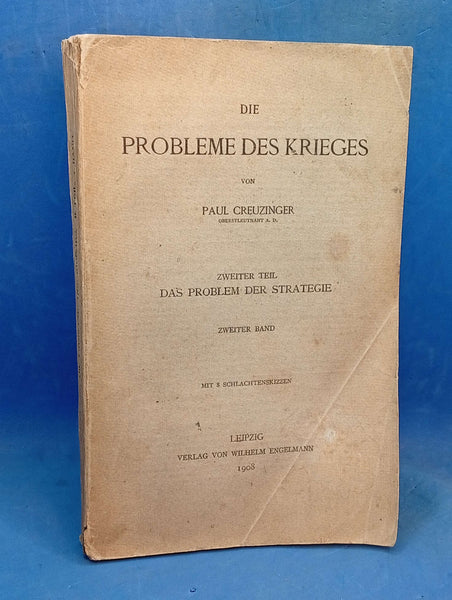 DIE
PROBLEME DES KRIEGES
VON
PAUL CREUZINGER
OBERSTLEUTNANT A. D.
ZWEITER TEIL
DAS PROBLEM DER STRATEGIE
ZWEITER BAND
MIT 8 SCHLACHTENSKIZZEN
LEIPZIG
VERLAG VON WILHELM ENGELMANN
1908